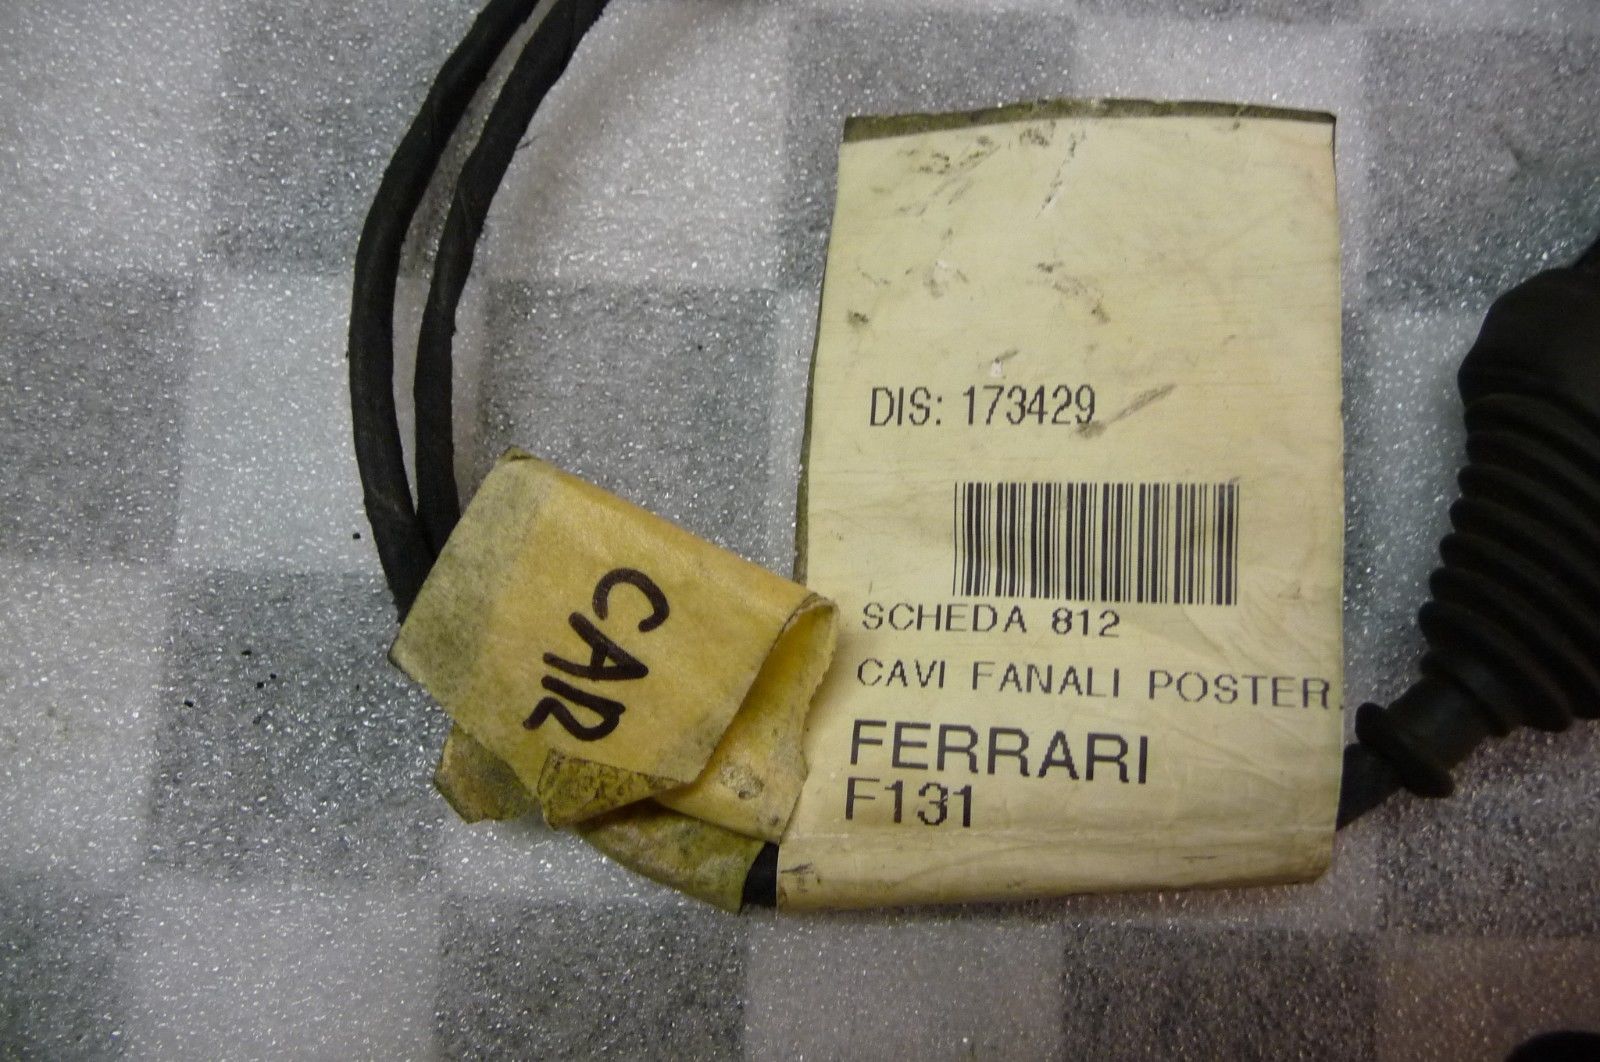 DIS: 173429
SCHEDA 812
CAVI FANALI POSTER.
FERRARI
F131
CAR